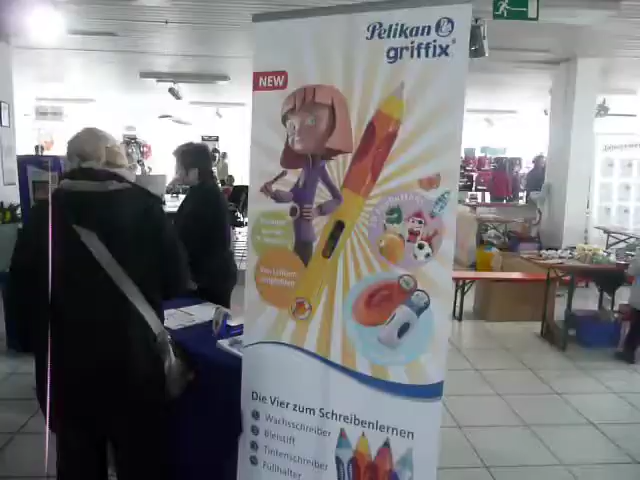 Pelikan
griffix
NEW
Die Vier zum Schreibenlernen
Wachsschreiber
Bleistift
Tintenschreiber
Füllhalter